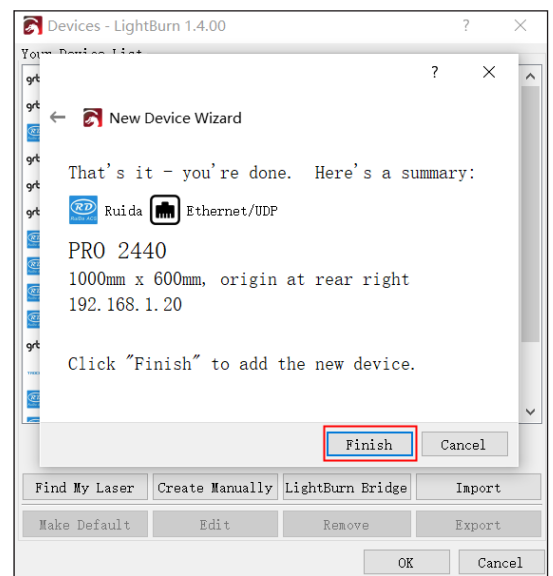 Devices - LightBurn 1.4.00
?
New Device Wizard
That's it - you're done. Here's a summary:
RD Ruida Ethernet/UDP
PRO 2440
1000mm x 600mm, origin at rear right
192.168.1.20
Click "Finish" to add the new device.
Finish Cancel
Find My Laser Create Manually LightBurn Bridge Import
Make Default Edit Remove Export
OK Cancel